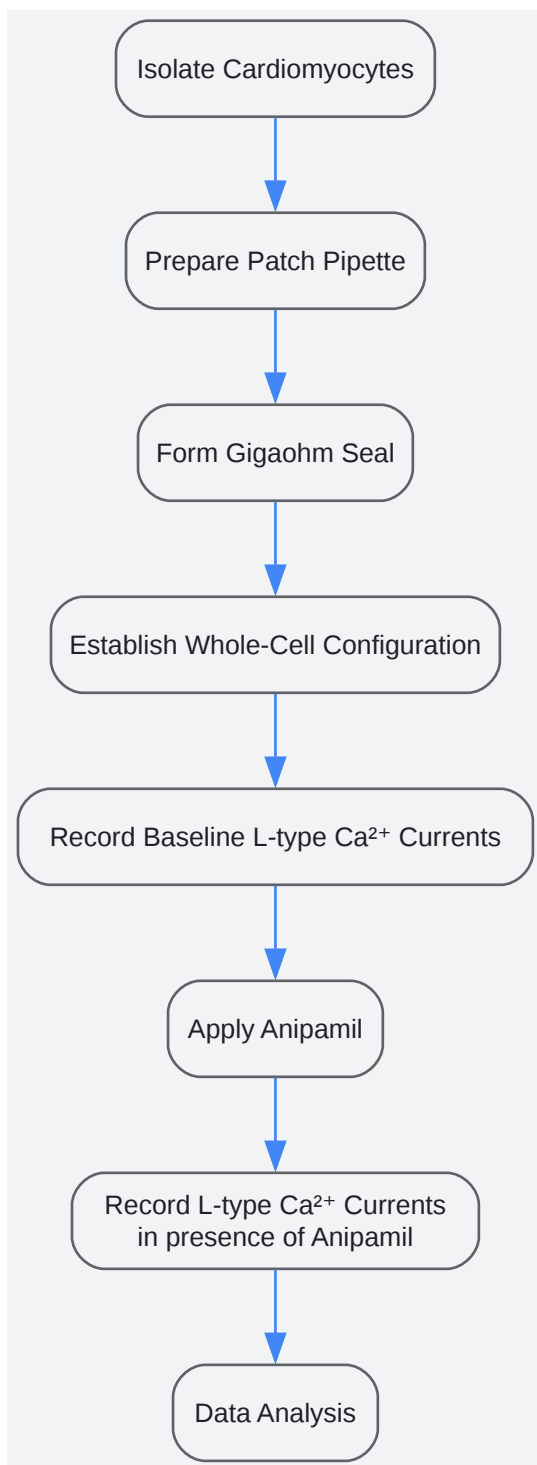 Isolate Cardiomyocytes
Prepare Patch Pipette
Form Gigaohm Seal
Establish Whole-Cell Configuration
Record Baseline L-type Ca²⁺ Currents
Apply Anipamil
Record L-type Ca²⁺ Currents
in presence of Anipamil
Data Analysis